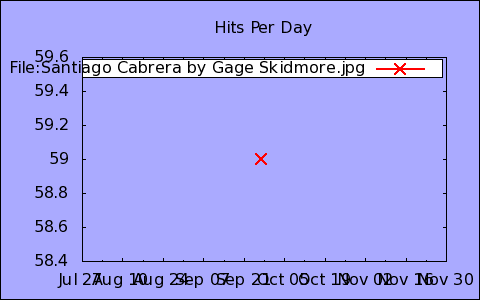 Hits Per Day
File:Santiago Cabrera by Gage Skidmore.jpg
59.6
59.4
59.2
59
58.8
58.6
58.4
Jul 27 Aug 10 Aug 24 Sep 07 Sep 21 Oct 05 Oct 19 Nov 02 Nov 16 Nov 30